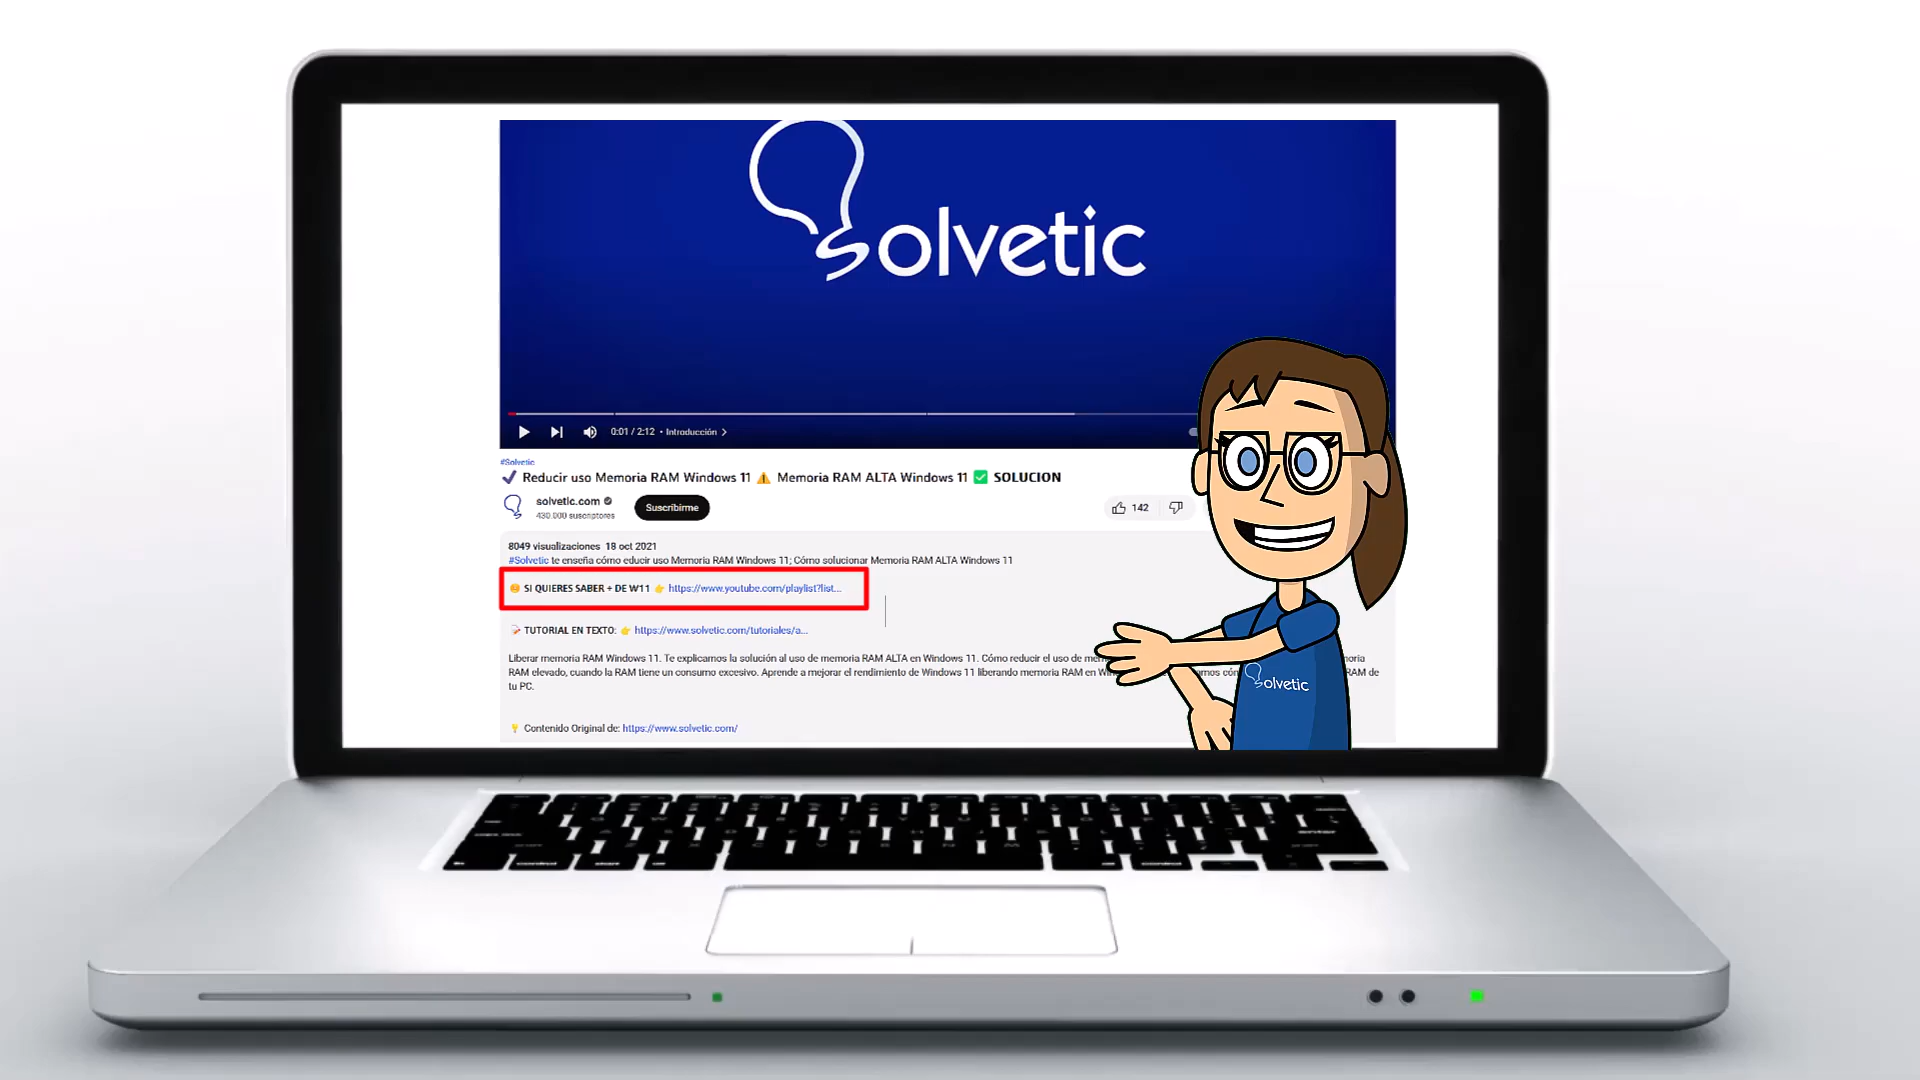 solvetic
0:01 / 2:12 • Introducción
#Solvetic
Reducir uso Memoria RAM Windows 11 ⚠️ Memoria RAM ALTA Windows 11 ✅ SOLUCION
solvetic.com
430.000 suscriptores
Suscribirme
142
8049 visualizaciones 18 oct 2021
#Solvetic te enseña cómo educir uso Memoria RAM Windows 11; Cómo solucionar Memoria RAM ALTA Windows 11
SI QUIERES SABER + DE W11 👉 https://www.youtube.com/playlist?list...
TUTORIAL EN TEXTO: 👉 https://www.solvetic.com/tutoriales/a...
Liberar memoria RAM Windows 11. Te explicamos la solución al uso de memoria RAM ALTA en Windows 11. Cómo reducir el uso de
RAM elevado, cuando la RAM tiene un consumo excesivo. Aprende a mejorar el rendimiento de Windows 11 liberando memoria RAM en RAM de
tu PC.
solvetic
Contenido Original de: https://www.solvetic.com/